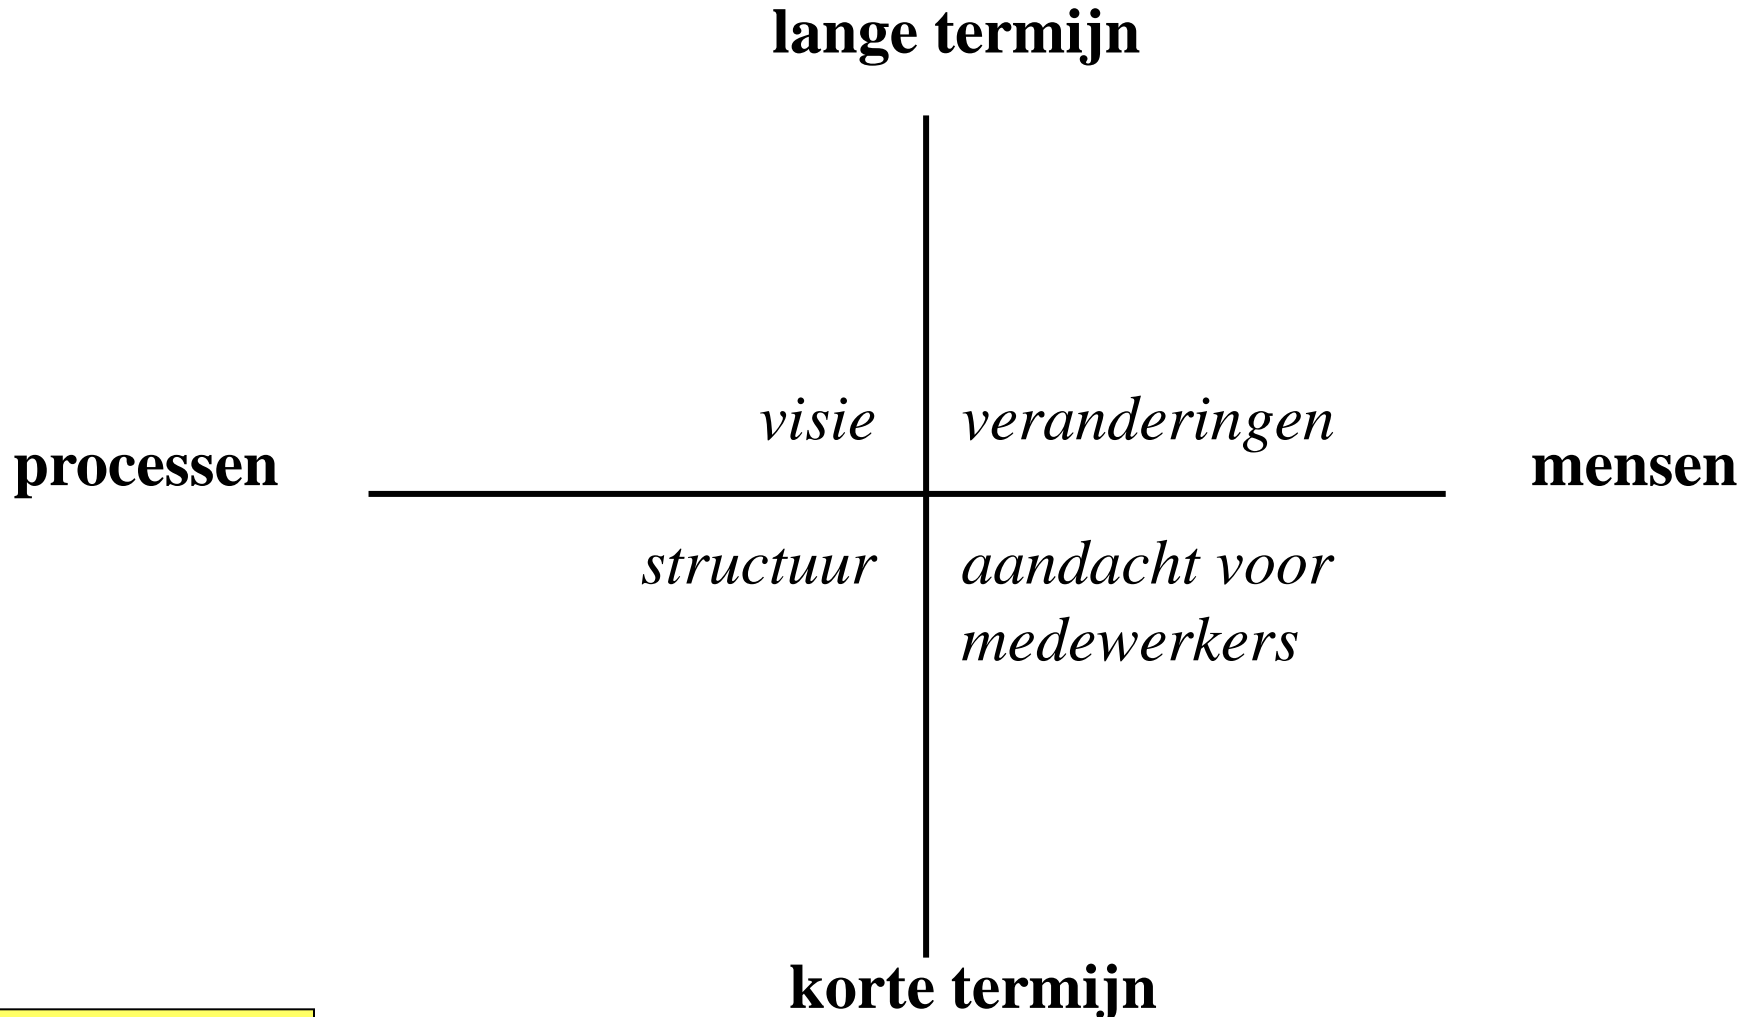 lange termijn
visie
veranderingen
processen
mensen
structuur
aandacht voor
medewerkers
korte termijn